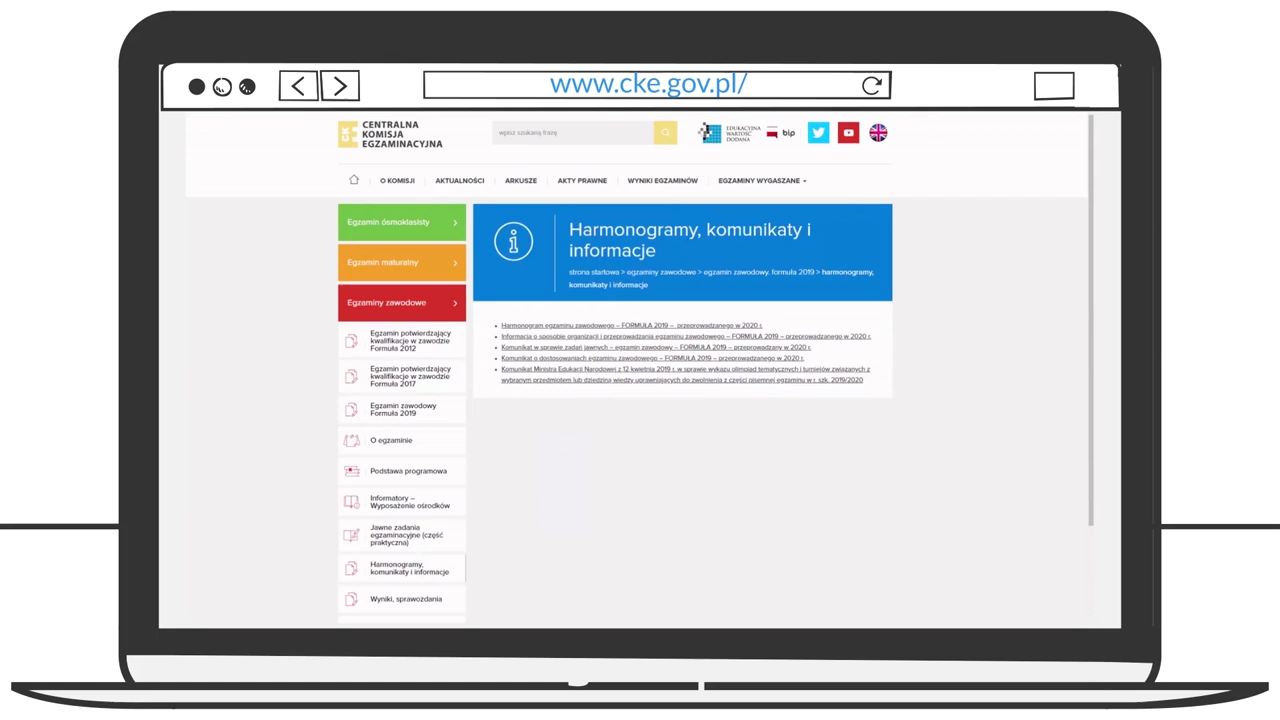 www.cke.gov.pl/
CENTRALNA
KOMISJA
EGZAMINACYJNA
CK
wpisz szukaną frazę
EDUKACYJNA
WARTOŚĆ
DODANA
bip
O KOMISJI
AKTUALNOŚCI
ARKUSZE
AKTY PRAWNE
WYNIKI EGZAMINÓW
EGZAMINY WYGASZANE
Egzamin ósmoklasisty
Egzamin maturalny
Egzaminy zawodowe
Egzamin potwierdzający
kwalifikacje w zawodzie
Formuła 2012
Egzamin potwierdzający
kwalifikacje w zawodzie
Formuła 2017
Egzamin zawodowy
Formuła 2019
O egzaminie
Podstawa programowa
Informatory –
Wyposażenie ośrodków
Jawne zadania
egzaminacyjne (część
praktyczna)
Harmonogramy,
komunikaty i informacje
Wyniki, sprawozdania
Harmonogramy, komunikaty i
informacje
strona startowa > egzaminy zawodowe > egzamin zawodowy. formuła 2019 > harmonogramy,
komunikaty i informacje
Harmonogram egzaminu zawodowego – FORMUŁA 2019 – przeprowadzanego w 2020 r.
Informacja o sposobie organizacji i przeprowadzania egzaminu zawodowego – FORMUŁA 2019 – przeprowadzanego w 2020 r.
Komunikat w sprawie zadań jawnych – egzamin zawodowy – FORMUŁA 2019 – przeprowadzany w 2020 r.
Komunikat o dostosowaniach egzaminu zawodowego – FORMUŁA 2019 – przeprowadzanego w 2020 r.
Komunikat Ministra Edukacji Narodowej z 12 kwietnia 2019 r. w sprawie wykazu olimpiad tematycznych i turniejów związanych z
wybranym przedmiotem lub dziedziną wiedzy uprawniających do zwolnienia z części pisemnej egzaminu w r. szk. 2019/2020